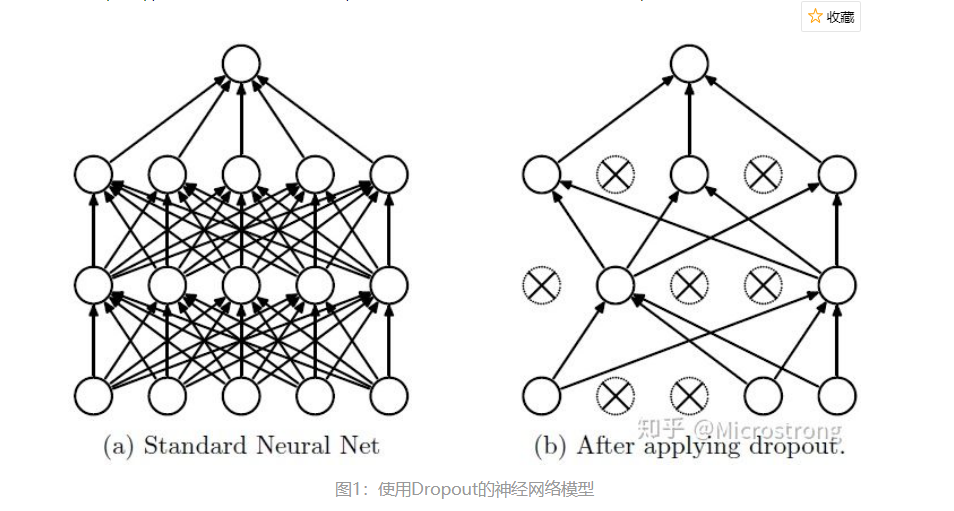 收藏
(a) Standard Neural Net
(b) After applying dropout.
知乎 @Microstrong
图1：使用Dropout的神经网络模型